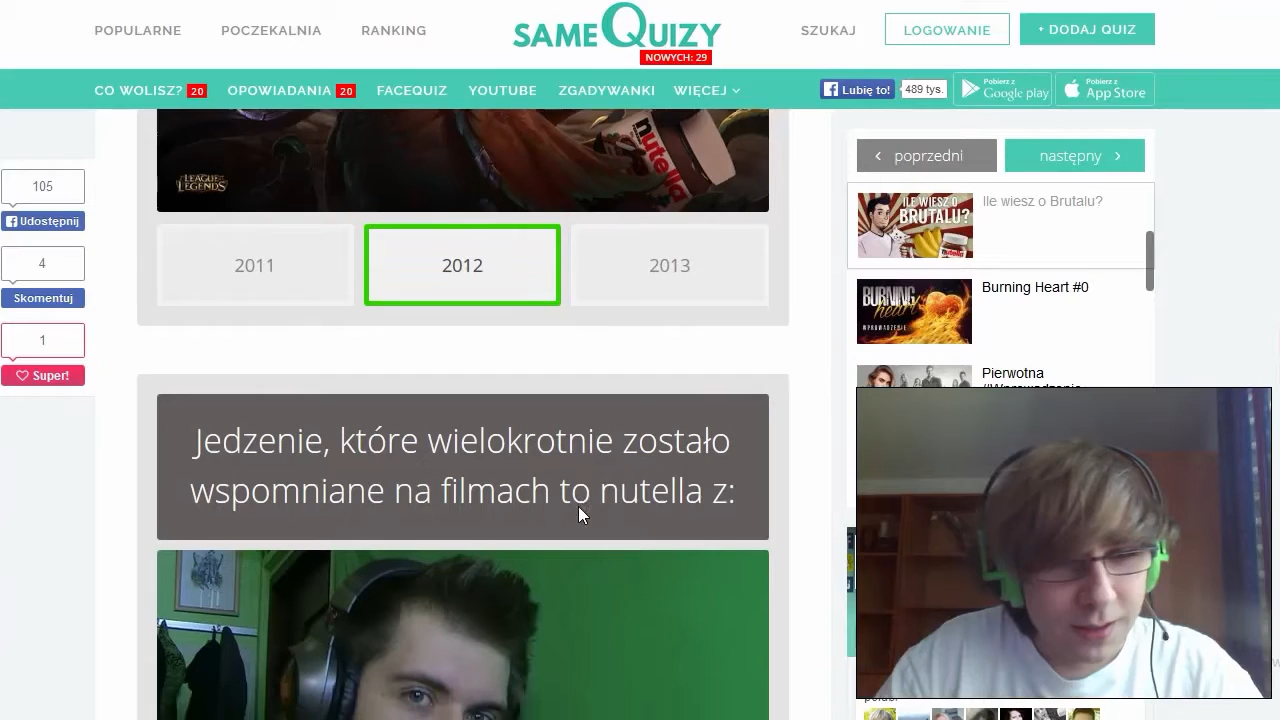 POPULARNE
POCZEKALNIA
RANKING
SAMEQUIZY
NOWYCH: 29
SZUKAJ
LOGOWANIE
+ DODAJ QUIZ
CO WOLISZ? 20
OPOWIADANIA 20
FACEQUIZ
YOUTUBE
ZGADYWANKI
WIĘCEJ
Lubię to! 489 tys.
Pobierz z
Google play
Pobierz z
App Store
105
Udostępnij
4
Skomentuj
1
Super!
nutella
LEAGUE of
LEGENDS
2011
2012
2013
Jedzenie, które wielokrotnie zostało
wspomniane na filmach to nutella z:
poprzedni
następny
ILE WIESZ O
BRUTALU?
Ile wiesz o Brutalu?
BURNING
heart
WPROWADZENIE
Burning Heart #0
Pierwotna